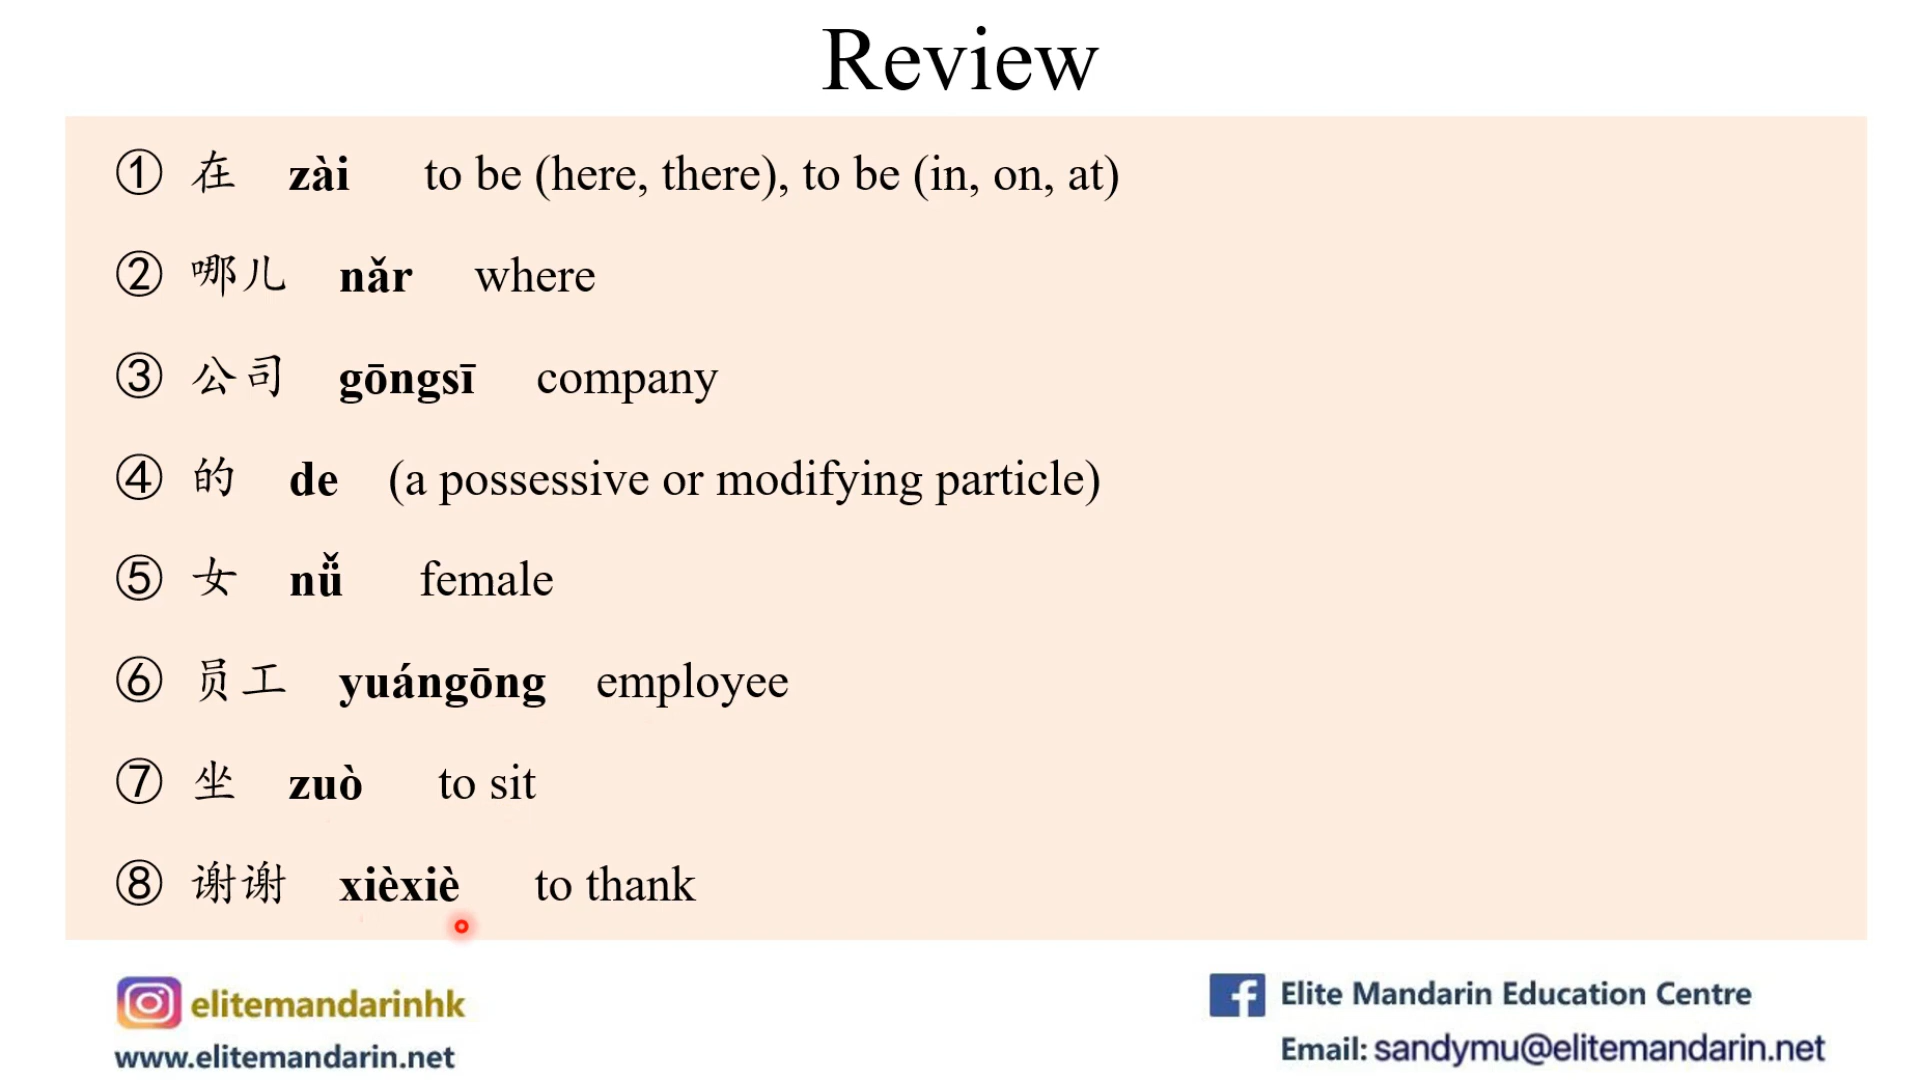 Review
① 在 zài to be (here, there), to be (in, on, at)
② 哪儿 nǎr where
③ 公司 gōngsī company
④ 的 de (a possessive or modifying particle)
⑤ 女 nǚ female
⑥ 员工 yuángōng employee
⑦ 坐 zuò to sit
⑧ 谢谢 xièxiè to thank
elitemandarinhk
www.elitemandarin.net
Elite Mandarin Education Centre
Email: sandymu@elitemandarin.net